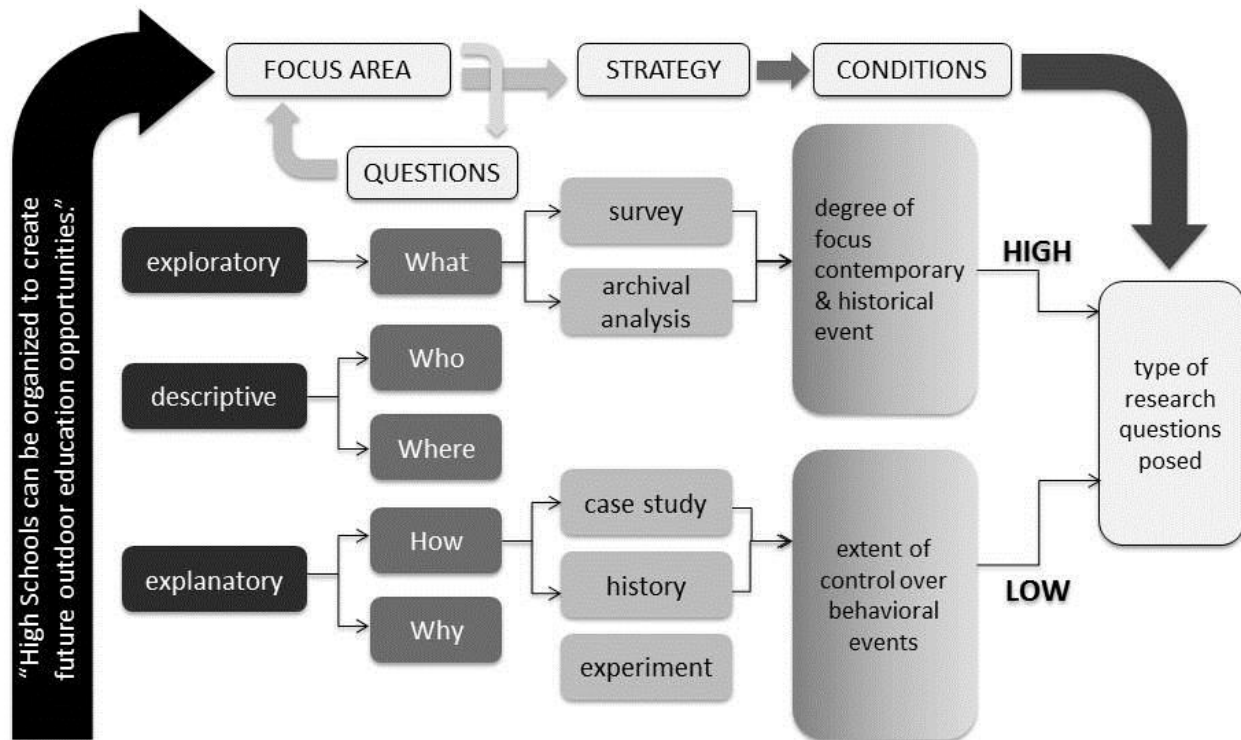 "High Schools can be organized to create
future outdoor education opportunities."
FOCUS AREA
STRATEGY
CONDITIONS
QUESTIONS
exploratory
What
survey
archival
analysis
degree of
focus
contemporary
& historical
event
HIGH
descriptive
Who
Where
type of
research
questions
posed
explanatory
How
Why
case study
history
experiment
extent of
control over
behavioral
events
LOW